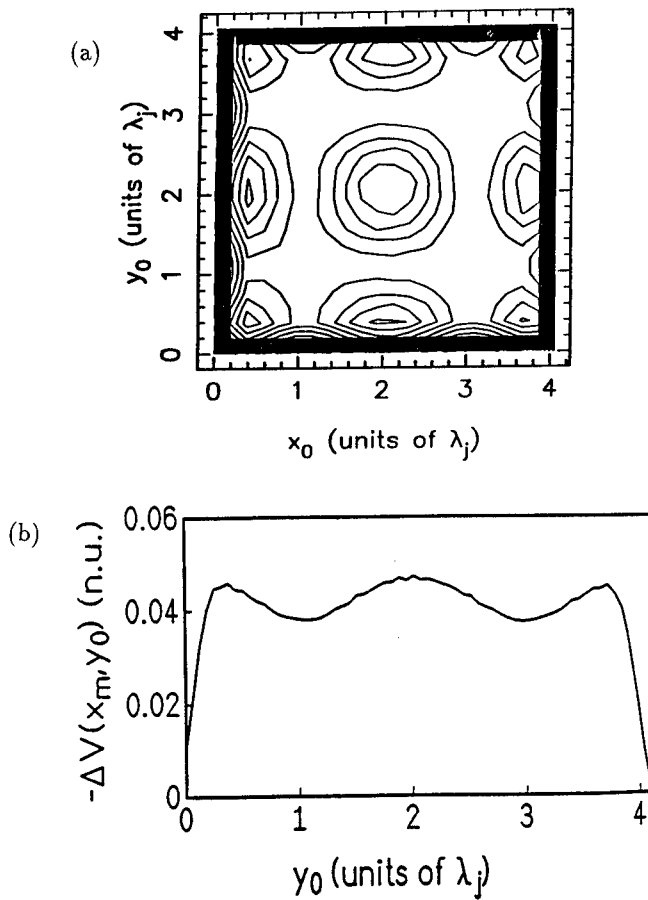 (a)
4
3
2
1
0
y₀ (units of λⱼ)
0 1 2 3 4
x₀ (units of λⱼ)
(b)
0.06
0.04
0.02
0
-ΔV(xₘ,y₀) (n.u.)
0 1 2 3 4
y₀ (units of λⱼ)